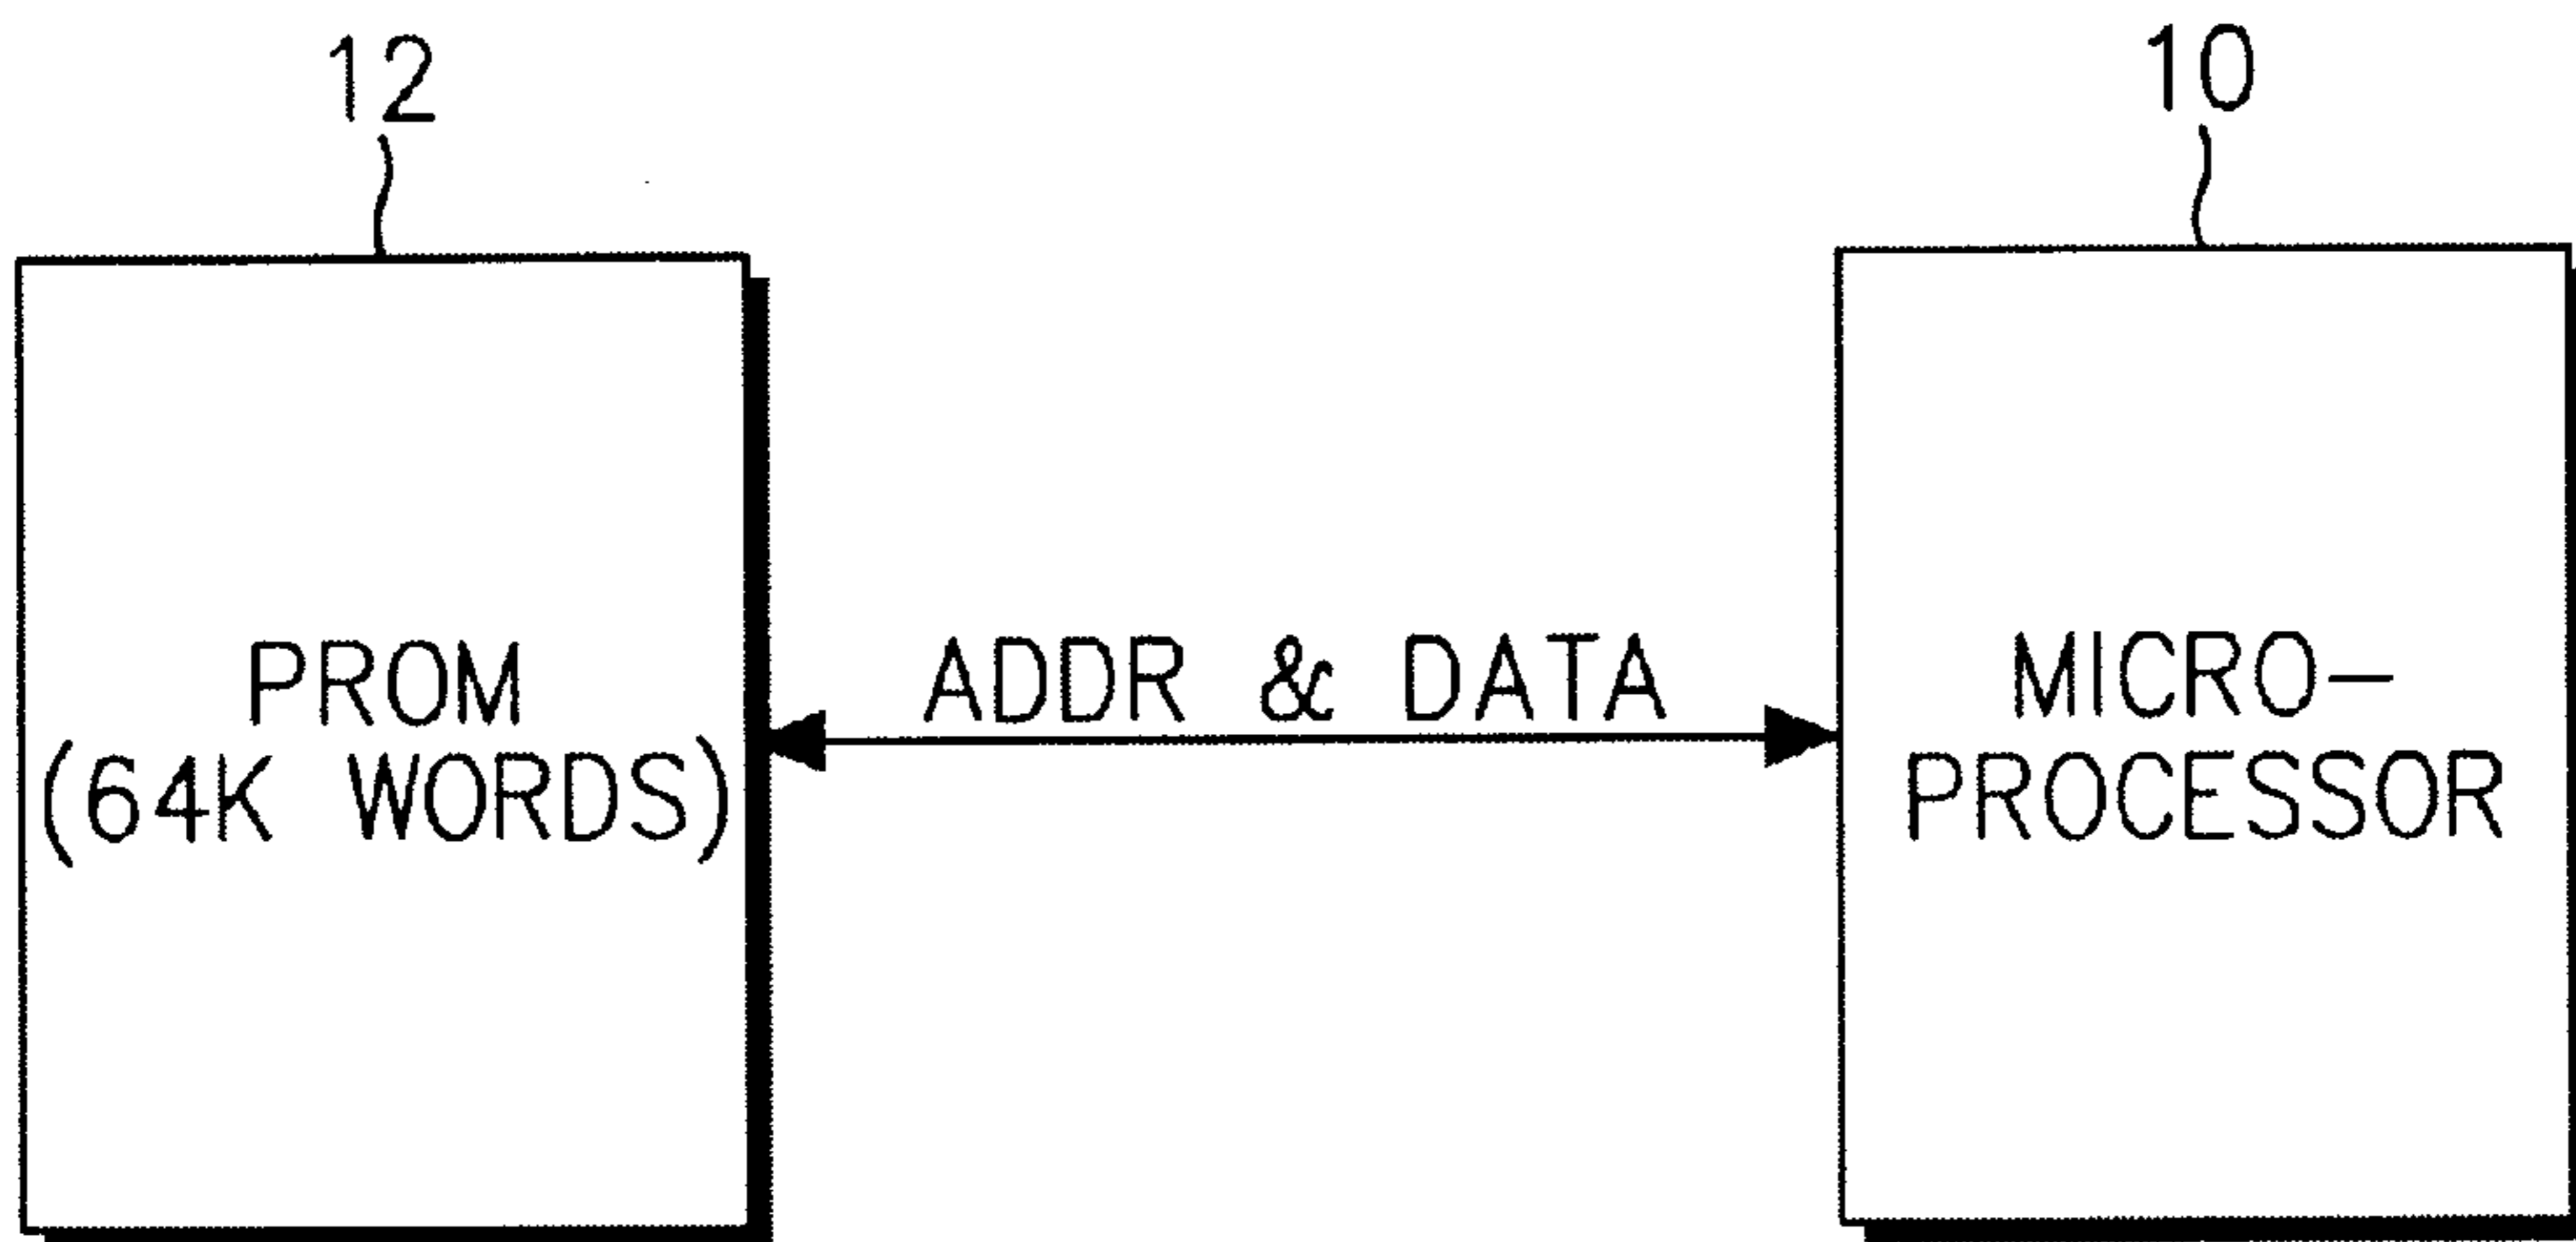 12
10
PROM
(64K WORDS)
ADDR & DATA
MICRO-
PROCESSOR